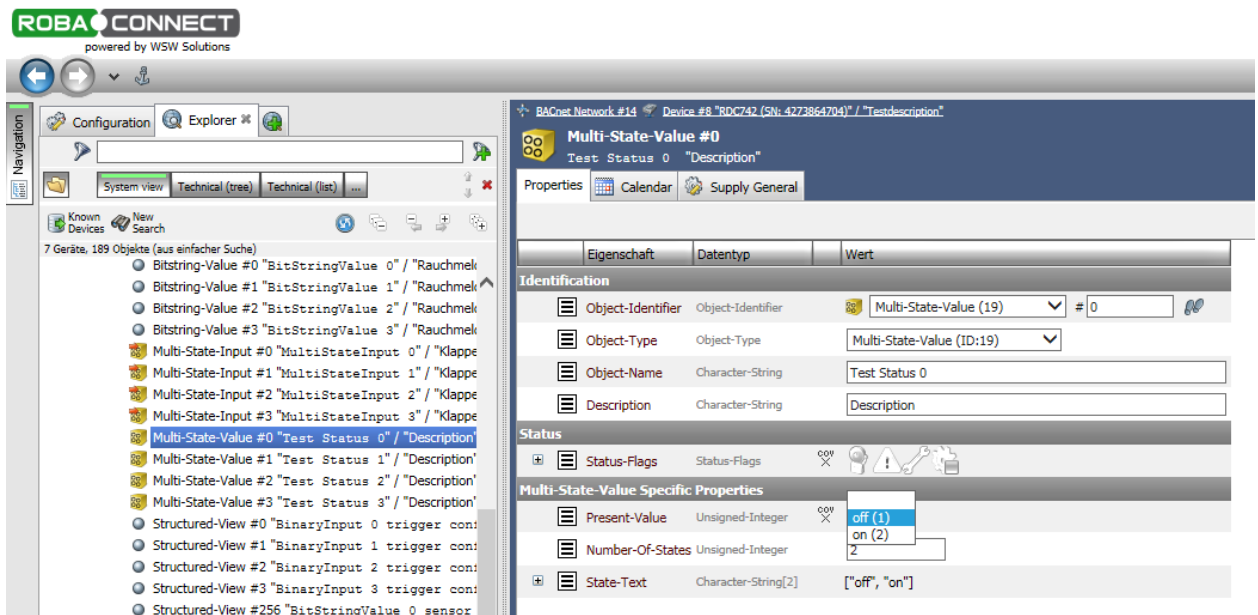 ROBA CONNECT
powered by WSW Solutions
Navigation
Configuration
Explorer
System view
Technical (tree)
Technical (list)
...
Known Devices
New Search
7 Geräte, 189 Objekte (aus einfacher Suche)
Bitstring-Value #0 "BitStringValue 0" / "Rauchmeld
Bitstring-Value #1 "BitStringValue 1" / "Rauchmeld
Bitstring-Value #2 "BitStringValue 2" / "Rauchmeld
Bitstring-Value #3 "BitStringValue 3" / "Rauchmeld
Multi-State-Input #0 "MultiStateInput 0" / "Klappe
Multi-State-Input #1 "MultiStateInput 1" / "Klappe
Multi-State-Input #2 "MultiStateInput 2" / "Klappe
Multi-State-Input #3 "MultiStateInput 3" / "Klappe
Multi-State-Value #0 "Test Status 0" / "Description"
Multi-State-Value #1 "Test Status 1" / "Description"
Multi-State-Value #2 "Test Status 2" / "Description"
Multi-State-Value #3 "Test Status 3" / "Description"
Structured-View #0 "BinaryInput 0 trigger con
Structured-View #1 "BinaryInput 1 trigger con
Structured-View #2 "BinaryInput 2 trigger con
Structured-View #3 "BinaryInput 3 trigger con
Structured-View #256 "BitStringValue 0 sensor
BACnet Network #14 Device #8 "RDC742 (SN: 4273864704)" / "Testdescription"
Multi-State-Value #0
Test Status 0 "Description"
Properties
Calendar
Supply General
Eigenschaft Datentyp Wert
Identification
Object-Identifier Object-Identifier Multi-State-Value (19) # 0
Object-Type Object-Type Multi-State-Value (ID:19)
Object-Name Character-String Test Status 0
Description Character-String Description
Status
Status-Flags Status-Flags COV
Multi-State-Value Specific Properties
Present-Value Unsigned-Integer COV off (1)
on (2)
Number-Of-States Unsigned-Integer 2
State-Text Character-String[2] ["off", "on"]